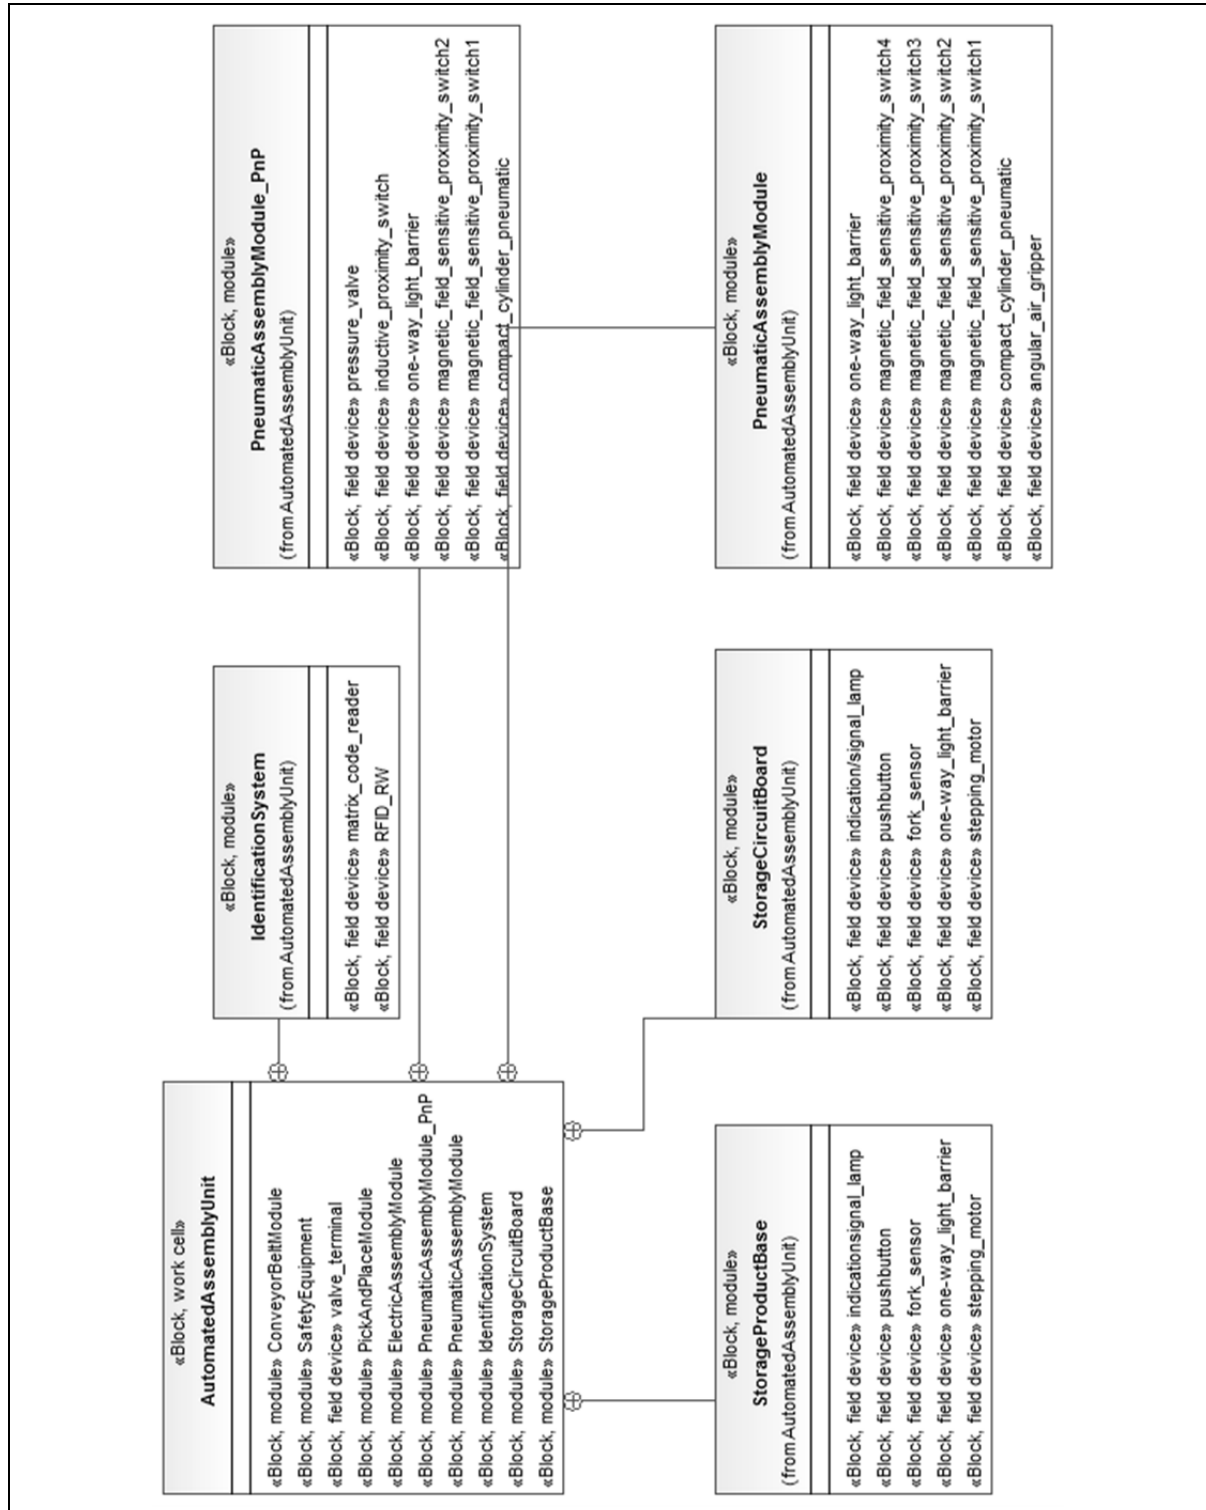 «Block, work cell»
AutomatedAssemblyUnit
«Block, module» ConveyorBeltModule
«Block, module» SafetyEquipment
«Block, field device» valve_terminal
«Block, module» PickAndPlaceModule
«Block, module» ElectricAssemblyModule
«Block, module» PneumaticAssemblyModule_PnP
«Block, module» PneumaticAssemblyModule
«Block, module» IdentificationSystem
«Block, module» StorageCircuitBoard
«Block, module» StorageProductBase
«Block, module»
IdentificationSystem
(from AutomatedAssemblyUnit)
«Block, field device» matrix_code_reader
«Block, field device» RFID_RW
«Block, module»
PneumaticAssemblyModule_PnP
(from AutomatedAssemblyUnit)
«Block, field device» pressure_valve
«Block, field device» inductive_proximity_switch
«Block, field device» one-way_light_barrier
«Block, field device» magnetic_field_sensitive_proximity_switch2
«Block, field device» magnetic_field_sensitive_proximity_switch1
«Block, field device» compact_cylinder_pneumatic
«Block, module»
StorageProductBase
(from AutomatedAssemblyUnit)
«Block, field device» indicationsignal_lamp
«Block, field device» pushbutton
«Block, field device» fork_sensor
«Block, field device» one-way_light_barrier
«Block, field device» stepping_motor
«Block, module»
StorageCircuitBoard
(from AutomatedAssemblyUnit)
«Block, field device» indication/signal_lamp
«Block, field device» pushbutton
«Block, field device» fork_sensor
«Block, field device» one-way_light_barrier
«Block, field device» stepping_motor
«Block, module»
PneumaticAssemblyModule
(from AutomatedAssemblyUnit)
«Block, field device» one-way_light_barrier
«Block, field device» magnetic_field_sensitive_proximity_switch4
«Block, field device» magnetic_field_sensitive_proximity_switch3
«Block, field device» magnetic_field_sensitive_proximity_switch2
«Block, field device» magnetic_field_sensitive_proximity_switch1
«Block, field device» compact_cylinder_pneumatic
«Block, field device» angular_air_gripper